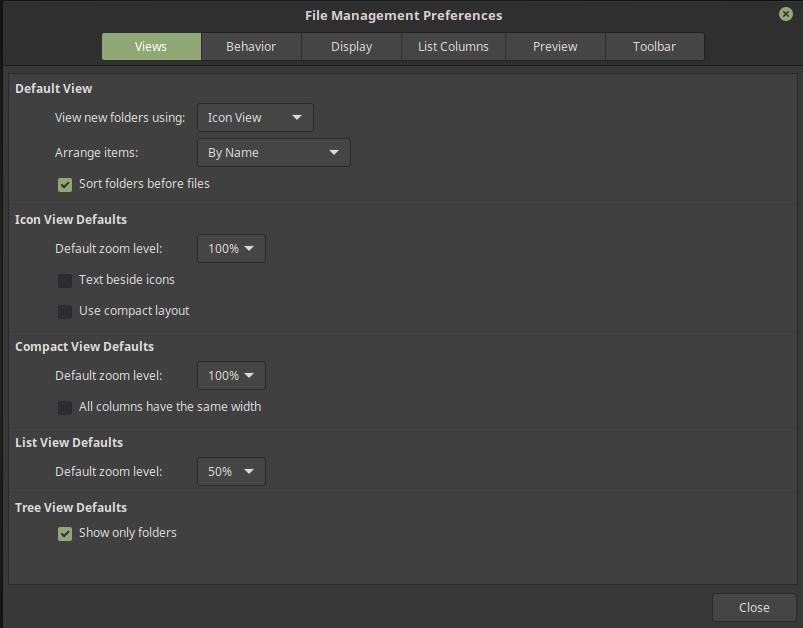 File Management Preferences
Views Behavior Display List Columns Preview Toolbar
Default View
View new folders using: Icon View
Arrange items: By Name
Sort folders before files
Icon View Defaults
Default zoom level: 100%
Text beside icons
Use compact layout
Compact View Defaults
Default zoom level: 100%
All columns have the same width
List View Defaults
Default zoom level: 50%
Tree View Defaults
Show only folders
Close